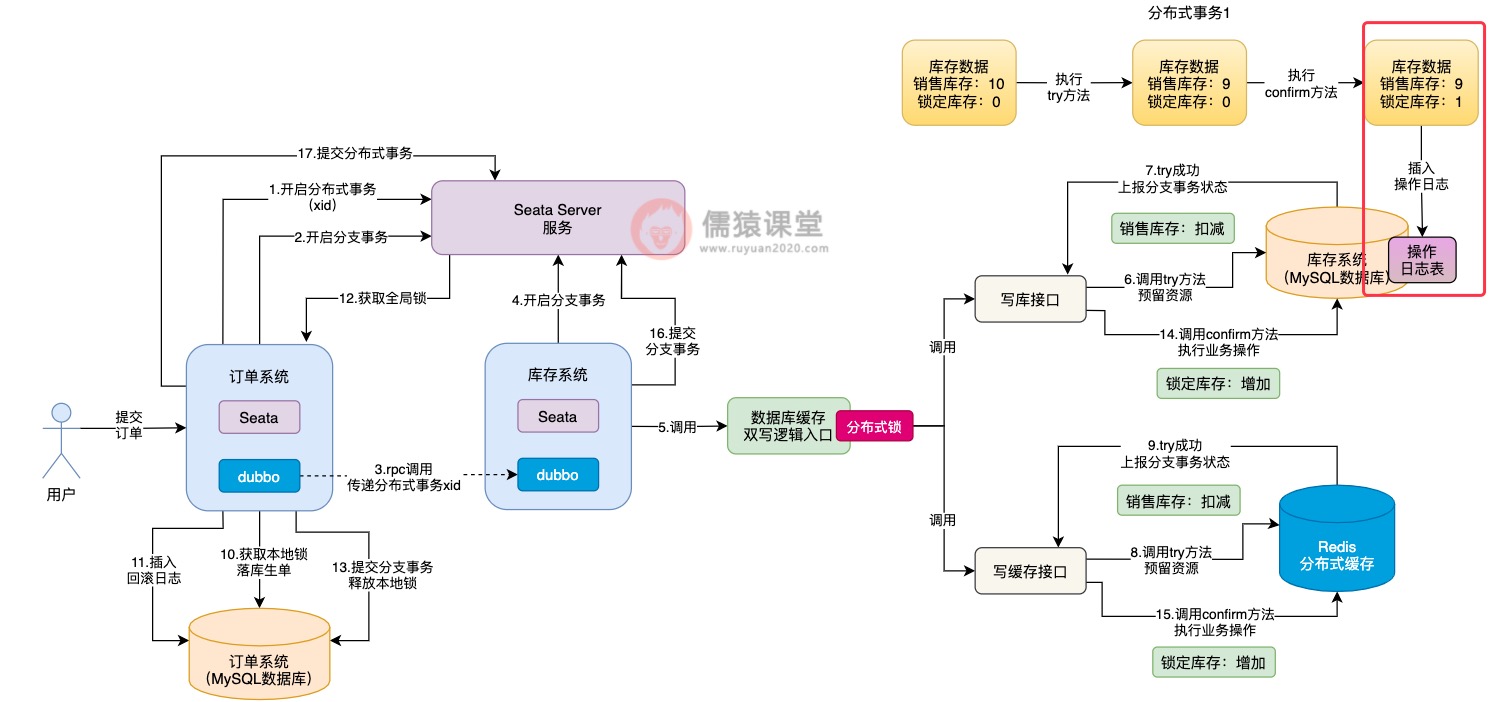 分布式事务1
库存数据
销售库存：10
锁定库存：0
执行
try方法
库存数据
销售库存：9
锁定库存：0
执行
confirm方法
库存数据
销售库存：9
锁定库存：1
插入
操作日志
17.提交分布式事务
1.开启分布式事务
（xid）
2.开启分支事务
Seata Server
服务
儒猿课堂
www.ruyuan2020.com
7.try成功
上报分支事务状态
销售库存：扣减
库存系统
（MySQL数据库）
操作
日志表
12.获取全局锁
4.开启分支事务
16.提交
分支事务
写库接口
6.调用try方法
预留资源
14.调用confirm方法
执行业务操作
锁定库存：增加
调用
订单系统
Seata
dubbo
库存系统
Seata
dubbo
提交
订单
用户
3.rpc调用
传递分布式事务xid
5.调用
数据库缓存
双写逻辑入口
分布式锁
调用
9.try成功
上报分支事务状态
销售库存：扣减
写缓存接口
8.调用try方法
预留资源
Redis
分布式缓存
15.调用confirm方法
执行业务操作
锁定库存：增加
11.插入
回滚日志
10.获取本地锁
落库生单
13.提交分支事务
释放本地锁
订单系统
（MySQL数据库）